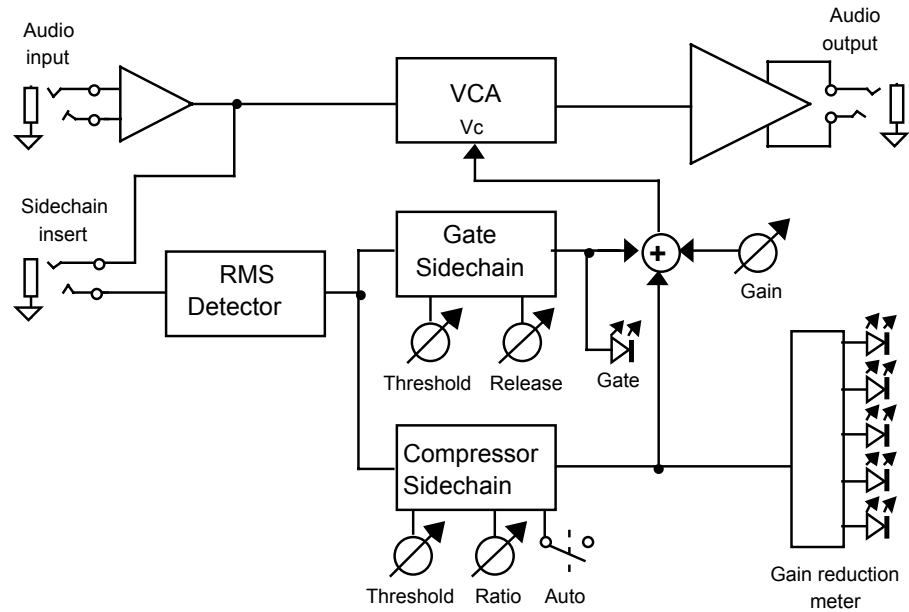 Audio
input
Audio
output
VCA
Vc
Sidechain
insert
RMS
Detector
Gate
Sidechain
+
Gain
Threshold
Release
Gate
Compressor
Sidechain
Threshold
Ratio
Auto
Gain reduction
meter